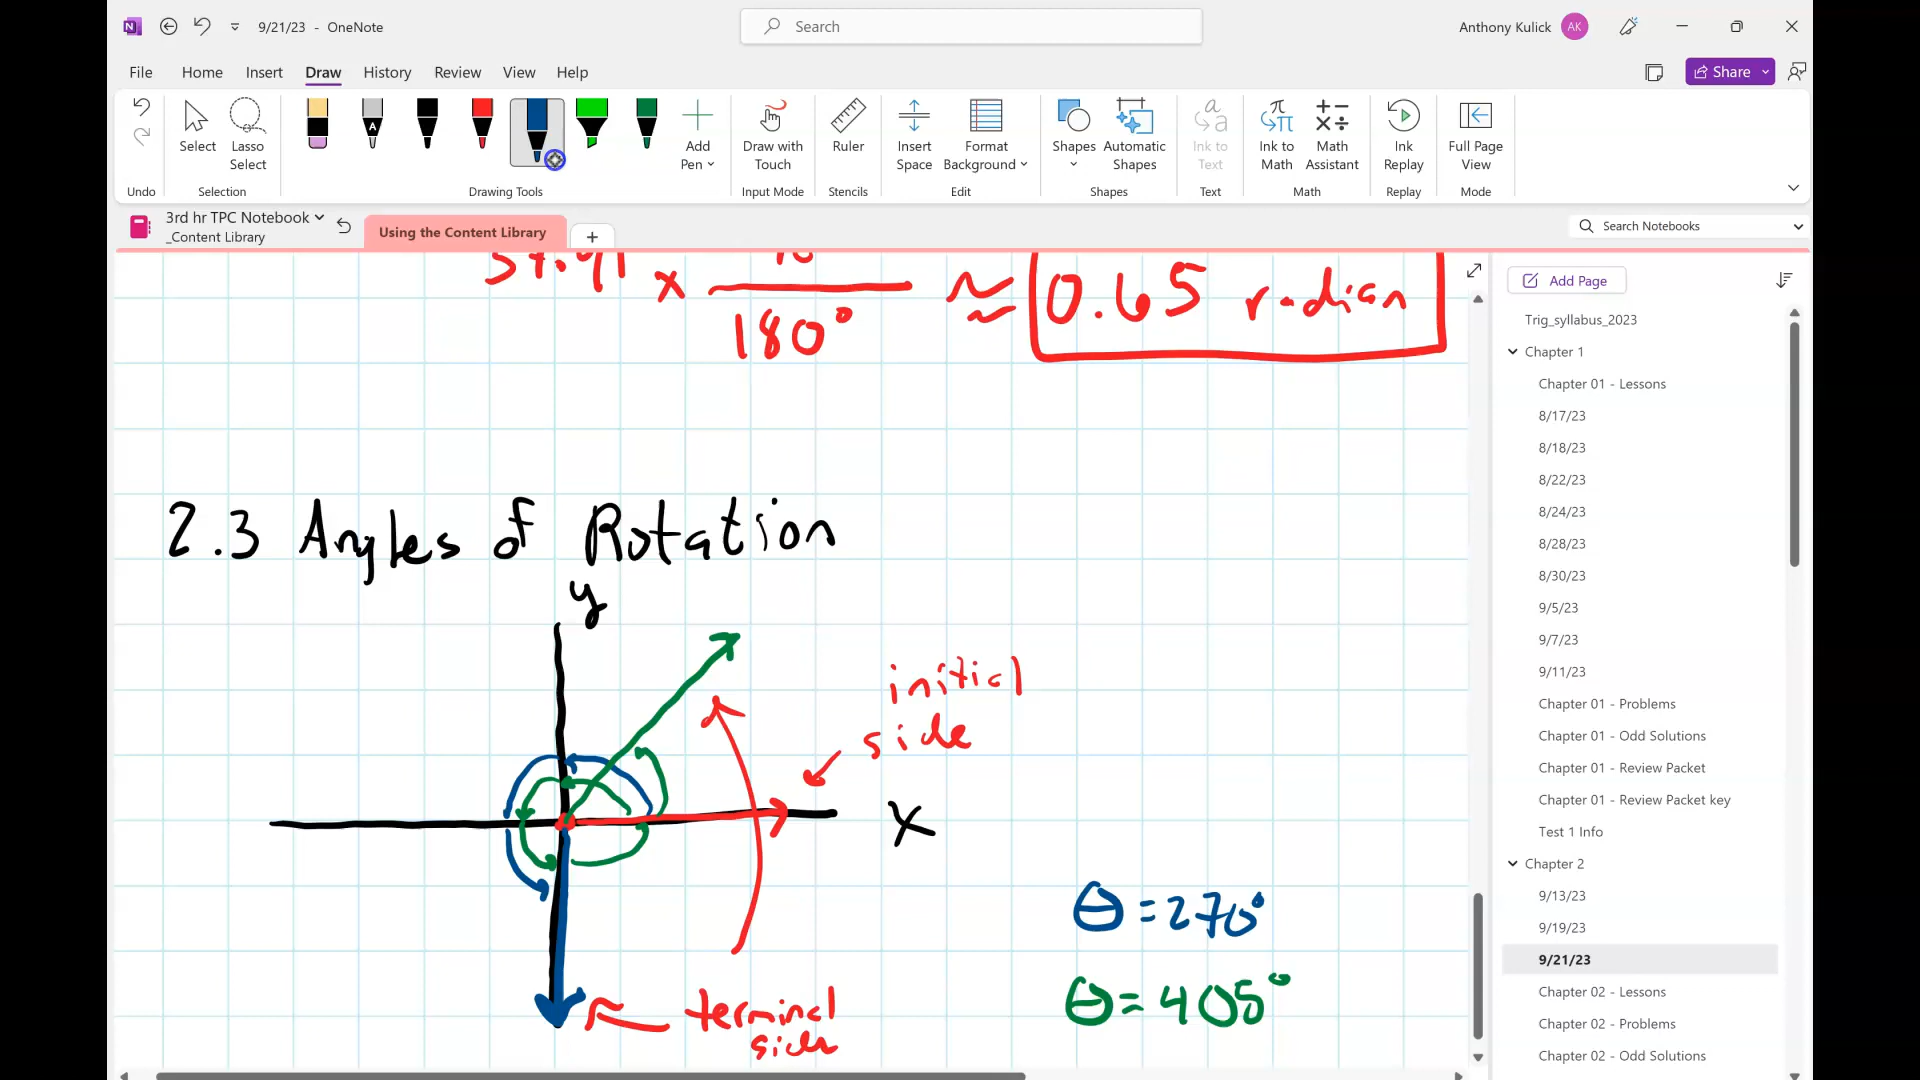 9/21/23 - OneNote
Search
Anthony Kulick AK
File Home Insert Draw History Review View Help
Share
Select
Lasso Select
Add Pen
Draw with Touch
Ruler
Insert Space
Format Background
Shapes
Automatic Shapes
Ink to Text
Ink to Math
Math Assistant
Ink Replay
Full Page View
Undo Selection Drawing Tools Input Mode Stencils Edit Shapes Text Math Replay Mode
3rd hr TPC Notebook
_Content Library
Using the Content Library
Search Notebooks
x 180° ≈ 0.65 radian
2.3 Angles of Rotation
y
initial
side
x
θ = 270°
θ = 405°
terminal
side
Add Page
Trig_syllabus_2023
Chapter 1
Chapter 01 - Lessons
8/17/23
8/18/23
8/22/23
8/24/23
8/28/23
8/30/23
9/5/23
9/7/23
9/11/23
Chapter 01 - Problems
Chapter 01 - Odd Solutions
Chapter 01 - Review Packet
Chapter 01 - Review Packet key
Test 1 Info
Chapter 2
9/13/23
9/19/23
9/21/23
Chapter 02 - Lessons
Chapter 02 - Problems
Chapter 02 - Odd Solutions